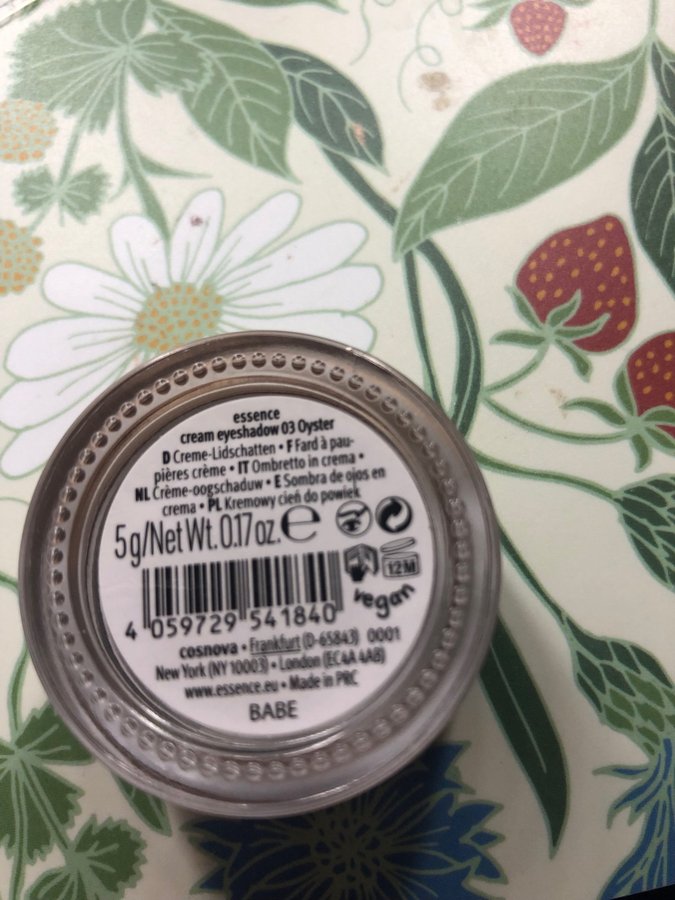 essence
cream eyeshadow 03 Oyster
D Creme-Lidschatten • F Fard à pau-
pières crème • IT Ombretto in crema •
NL Crème-oogschaduw • E Sombra de ojos en
crema • PL Kremowy cień do powiek
5g/Net Wt. 0.17oz. e
12M
vegan
4 059729 541840
cosnova • Frankfurt (D-65843) 0001
New York (NY 10003) • London (EC4A 4AB)
www.essence.eu • Made in PRC
BABE